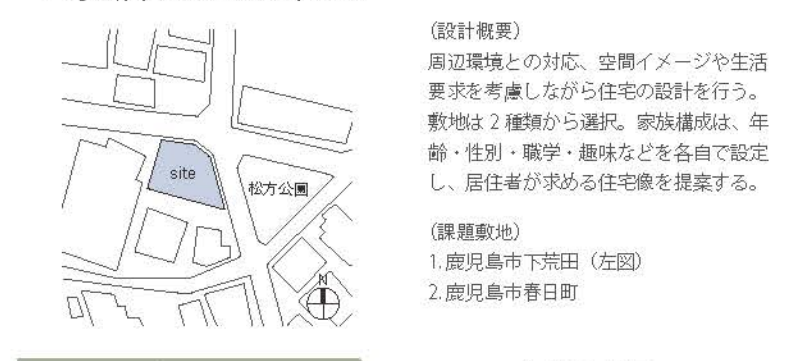 (設計概要)
周辺環境との対応、空間イメージや生活
要求を考慮しながら住宅の設計を行う。
敷地は2種類から選択。家族構成は、年
齢・性別・職学・趣味などを各自で設定
し、居住者が求める住宅像を提案する。
(課題敷地)
1.鹿児島市下荒田（左図）
2.鹿児島市春日町
site
松方公園
N